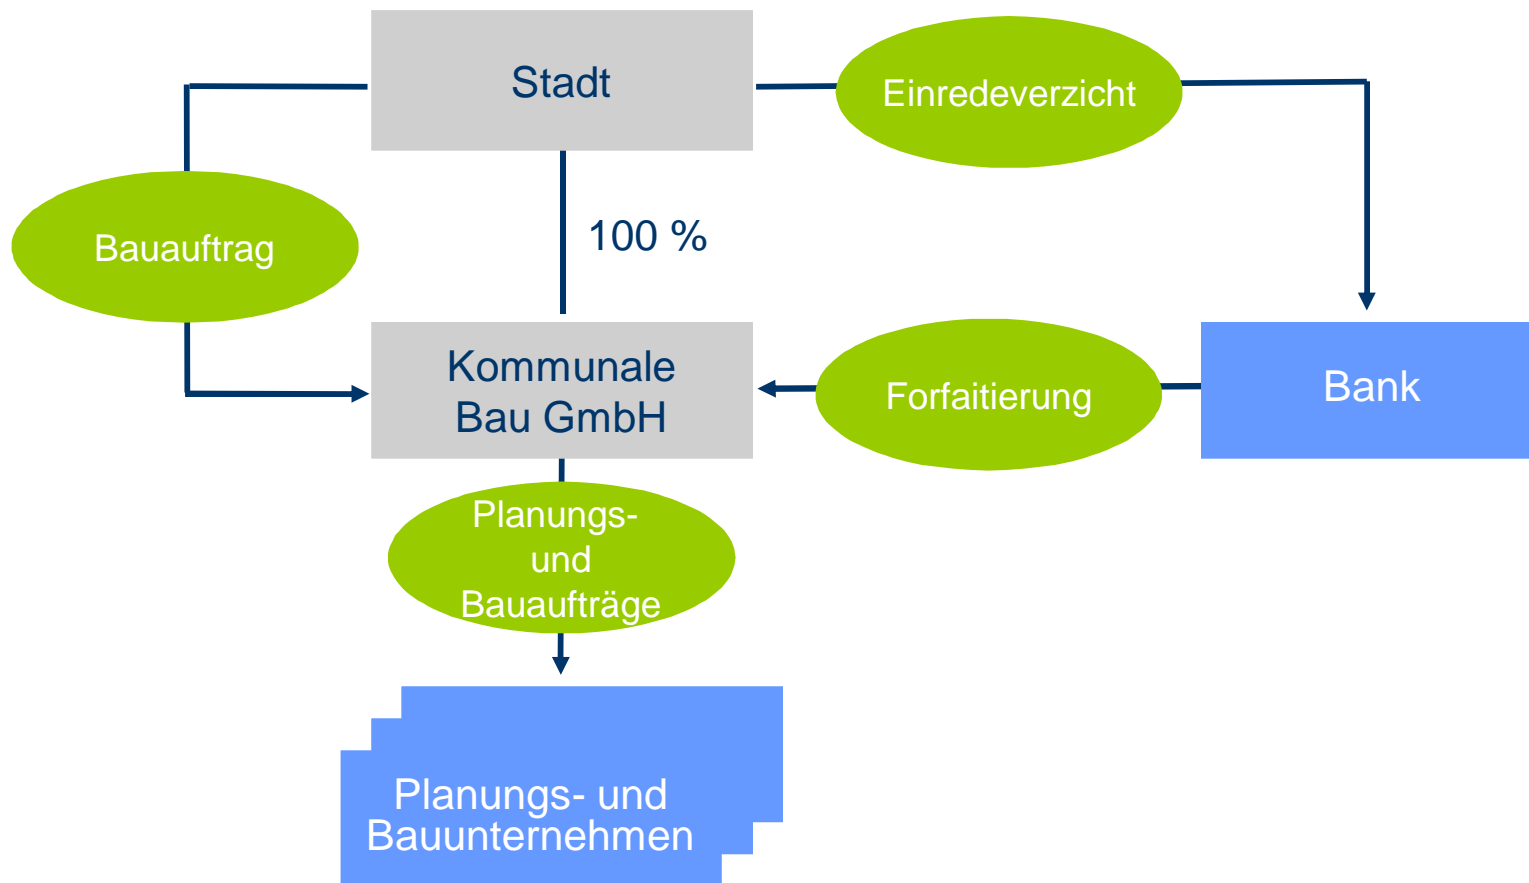 Stadt
Einredeverzicht
Bauauftrag
100 %
Kommunale
Bau GmbH
Forfaitierung
Bank
Planungs-
und
Bauaufträge
Planungs- und
Bauunternehmen